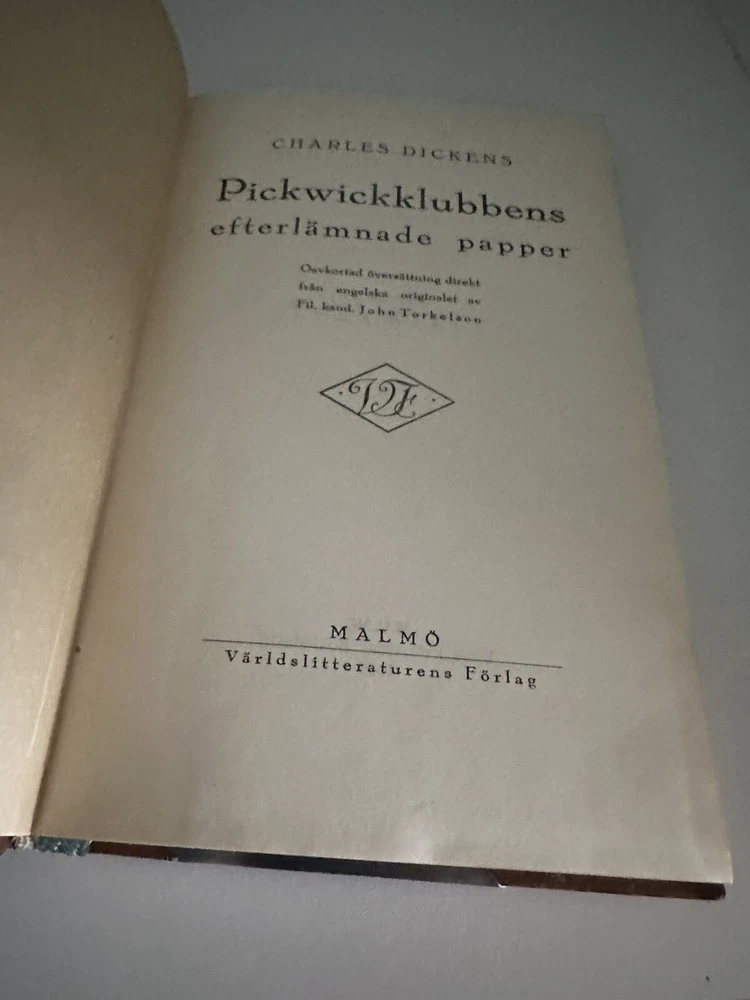 CHARLES DICKENS
Pickwickklubbens
efterlämnade papper
Oavkortad översättning direkt
från engelska originalet av
Fil. kand. John Torkelson
VLF
MALMÖ
Världslitteraturens Förlag